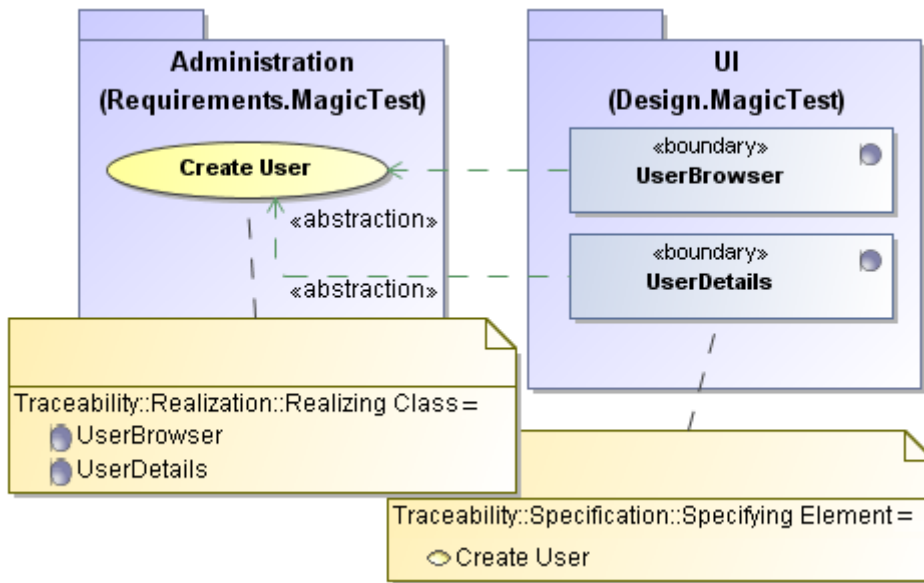 Administration
(Requirements.MagicTest)
Create User
«abstraction»
«abstraction»
UI
(Design.MagicTest)
«boundary»
UserBrowser
«boundary»
UserDetails
Traceability::Realization::Realizing Class=
UserBrowser
UserDetails
Traceability::Specification::Specifying Element=
Create User